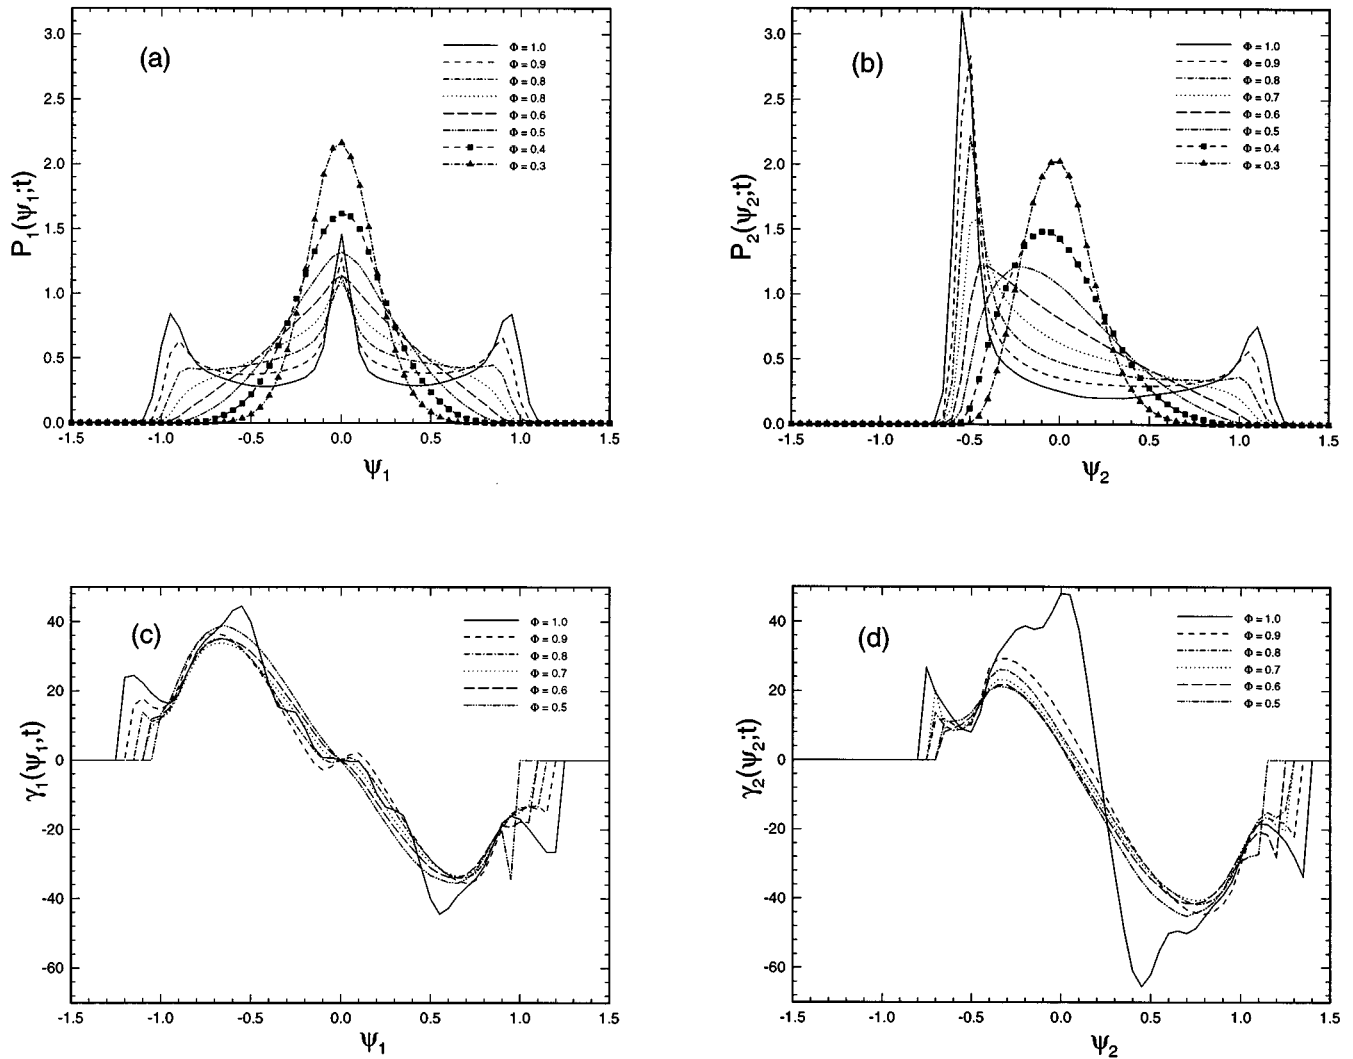 (a)
Φ = 1.0
Φ = 0.9
Φ = 0.8
Φ = 0.8
Φ = 0.6
Φ = 0.5
Φ = 0.4
Φ = 0.3
3.0
2.5
2.0
1.5
1.0
0.5
0.0
P₁(ψ₁;t)
-1.5 -1.0 -0.5 0.0 0.5 1.0 1.5
ψ₁
(b)
Φ = 1.0
Φ = 0.9
Φ = 0.8
Φ = 0.7
Φ = 0.6
Φ = 0.5
Φ = 0.4
Φ = 0.3
3.0
2.5
2.0
1.5
1.0
0.5
0.0
P₂(ψ₂;t)
-1.5 -1.0 -0.5 0.0 0.5 1.0 1.5
ψ₂
(c)
Φ = 1.0
Φ = 0.9
Φ = 0.8
Φ = 0.7
Φ = 0.6
Φ = 0.5
40
20
0
-20
-40
-60
γ₁(ψ₁,t)
-1.5 -1.0 -0.5 0.0 0.5 1.0 1.5
ψ₁
(d)
Φ = 1.0
Φ = 0.9
Φ = 0.8
Φ = 0.7
Φ = 0.6
Φ = 0.5
40
20
0
-20
-40
-60
γ₂(ψ₂;t)
-1.5 -1.0 -0.5 0.0 0.5 1.0 1.5
ψ₂